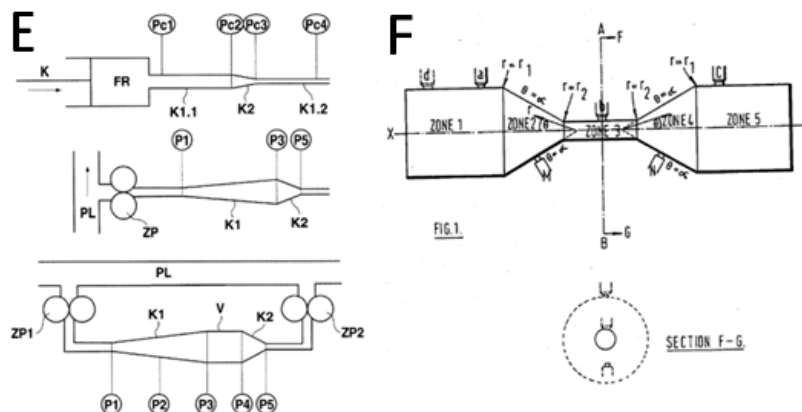 E
Pc1 Pc2 Pc3 Pc4
K FR
K1.1 K2 K1.2
P1 P3 P5
PL
ZP K1 K2
PL
ZP1 K1 V K2 ZP2
P1 P2 P3 P4 P5
F
A
F
r=r1 r=r1
d a r=r2 r=r2 C
θ=α θ=α
r b
ZONE 1 ZONE2 θ ZONE 3 θ ZONE4 ZONE 5
X
θ=α θ=α
M N
FIG.1.
B G
SECTION F-G.